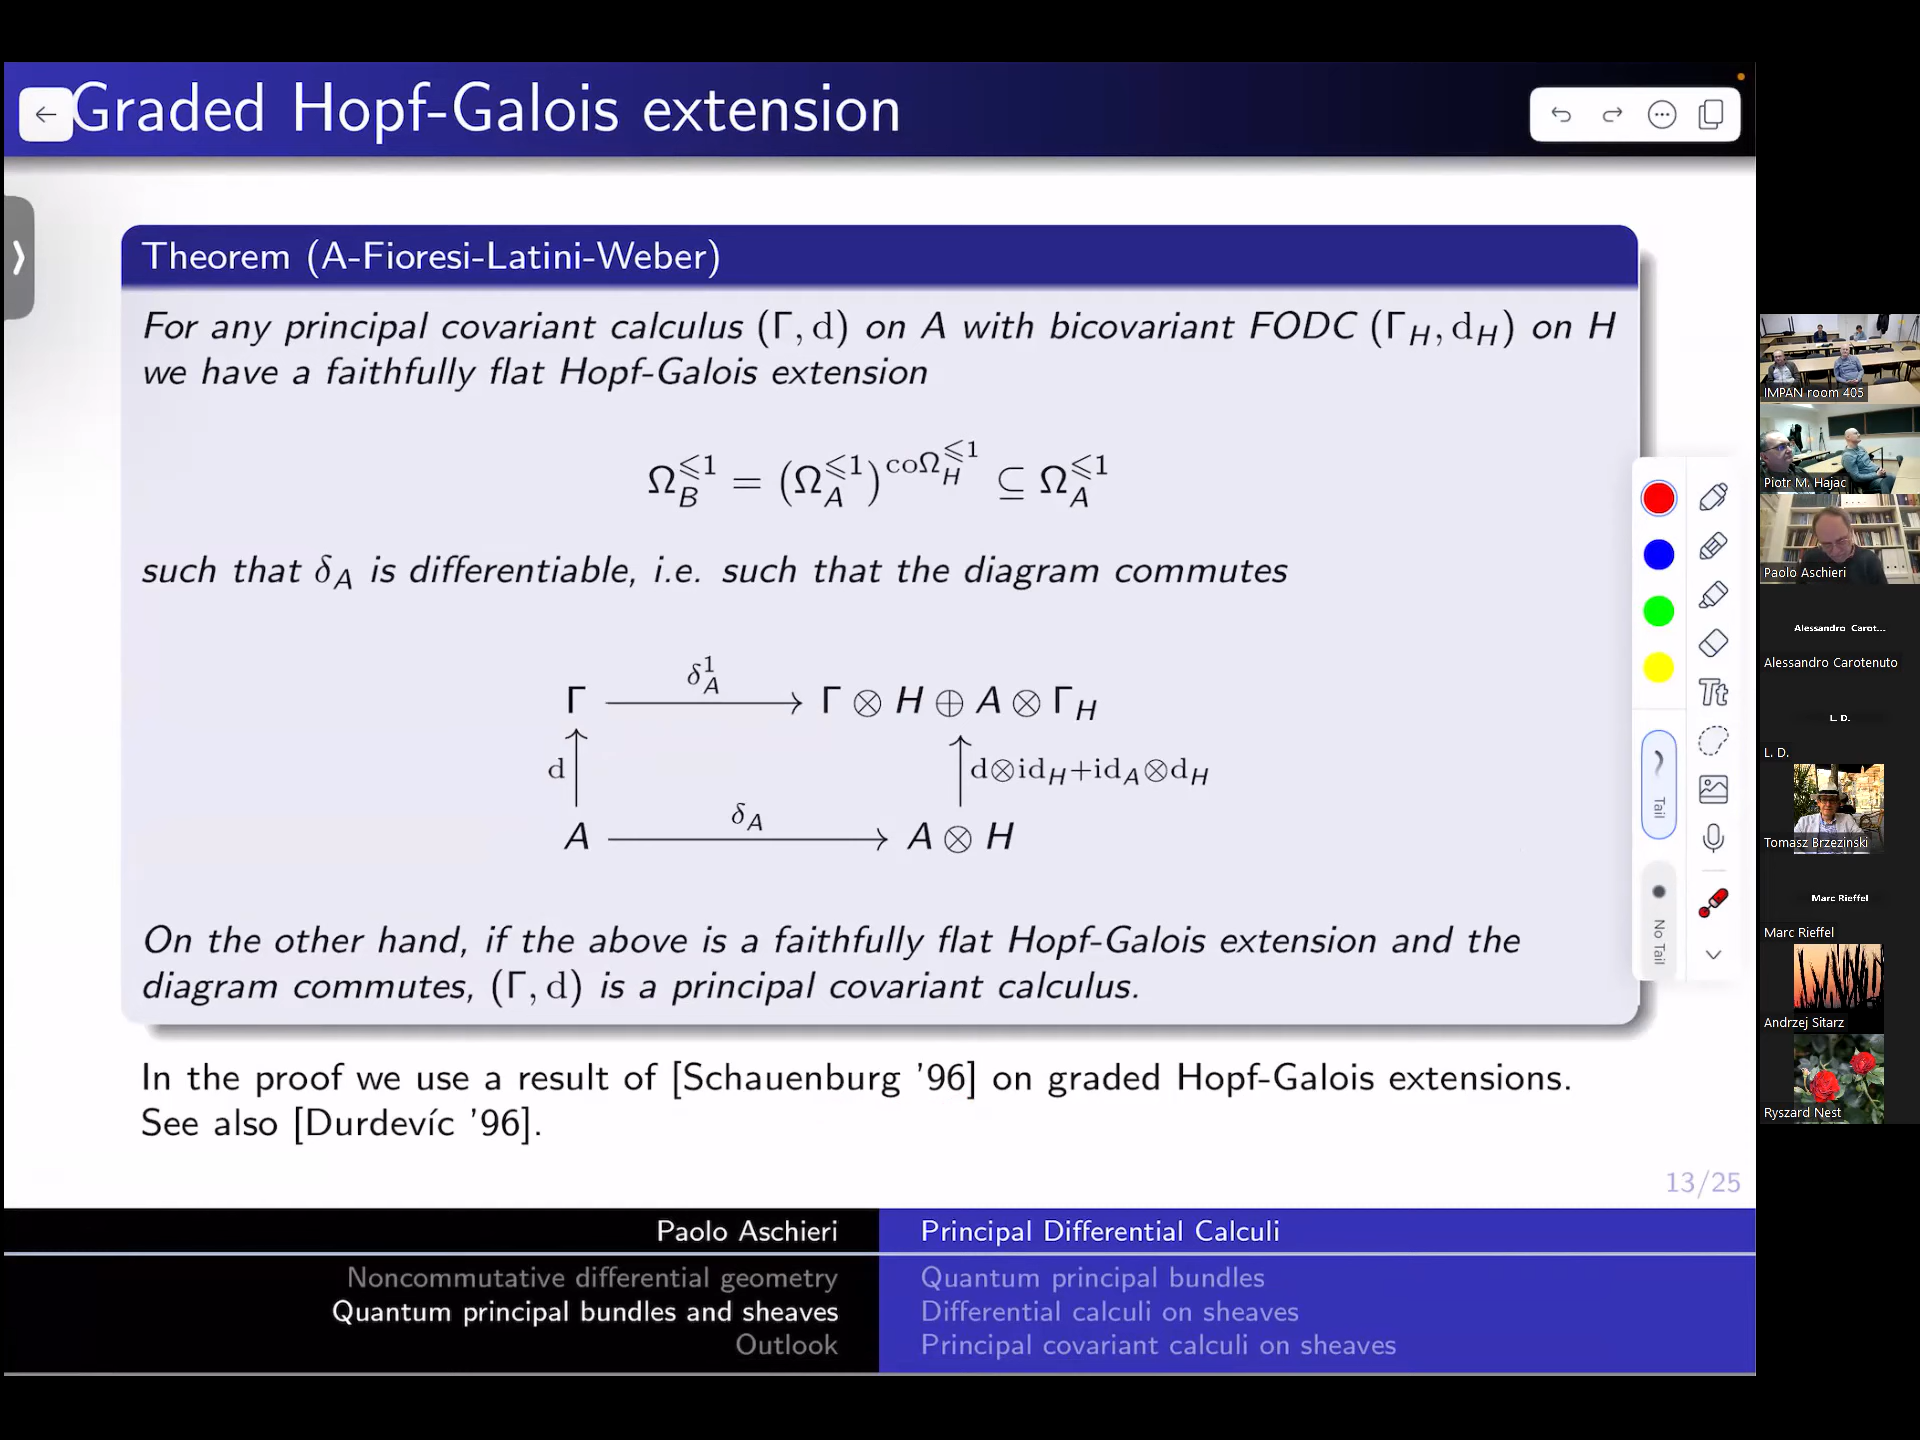 Graded Hopf-Galois extension
Theorem (A-Fioresi-Latini-Weber)
For any principal covariant calculus (Γ, d) on A with bicovariant FODC (Γ_H, d_H) on H
we have a faithfully flat Hopf-Galois extension
Ω_B^{⩽1} = (Ω_A^{⩽1})^{coΩ_H^{⩽1}} ⊆ Ω_A^{⩽1}
such that δ_A is differentiable, i.e. such that the diagram commutes
δ_A^1
Γ ⟶ Γ ⊗ H ⊕ A ⊗ Γ_H
d d⊗id_H+id_A⊗d_H
δ_A
A ⟶ A ⊗ H
On the other hand, if the above is a faithfully flat Hopf-Galois extension and the
diagram commutes, (Γ, d) is a principal covariant calculus.
In the proof we use a result of [Schauenburg '96] on graded Hopf-Galois extensions.
See also [Durdevíc '96].
13/25
Paolo Aschieri
Principal Differential Calculi
Noncommutative differential geometry
Quantum principal bundles and sheaves
Outlook
Quantum principal bundles
Differential calculi on sheaves
Principal covariant calculi on sheaves
Tt
Tail
No Tail
IMPAN room 405
Piotr M. Hajac
Paolo Aschieri
Alessandro Carot...
Alessandro Carotenuto
L. D.
L. D.
Tomasz Brzezinski
Marc Rieffel
Marc Rieffel
Andrzej Sitarz
Ryszard Nest